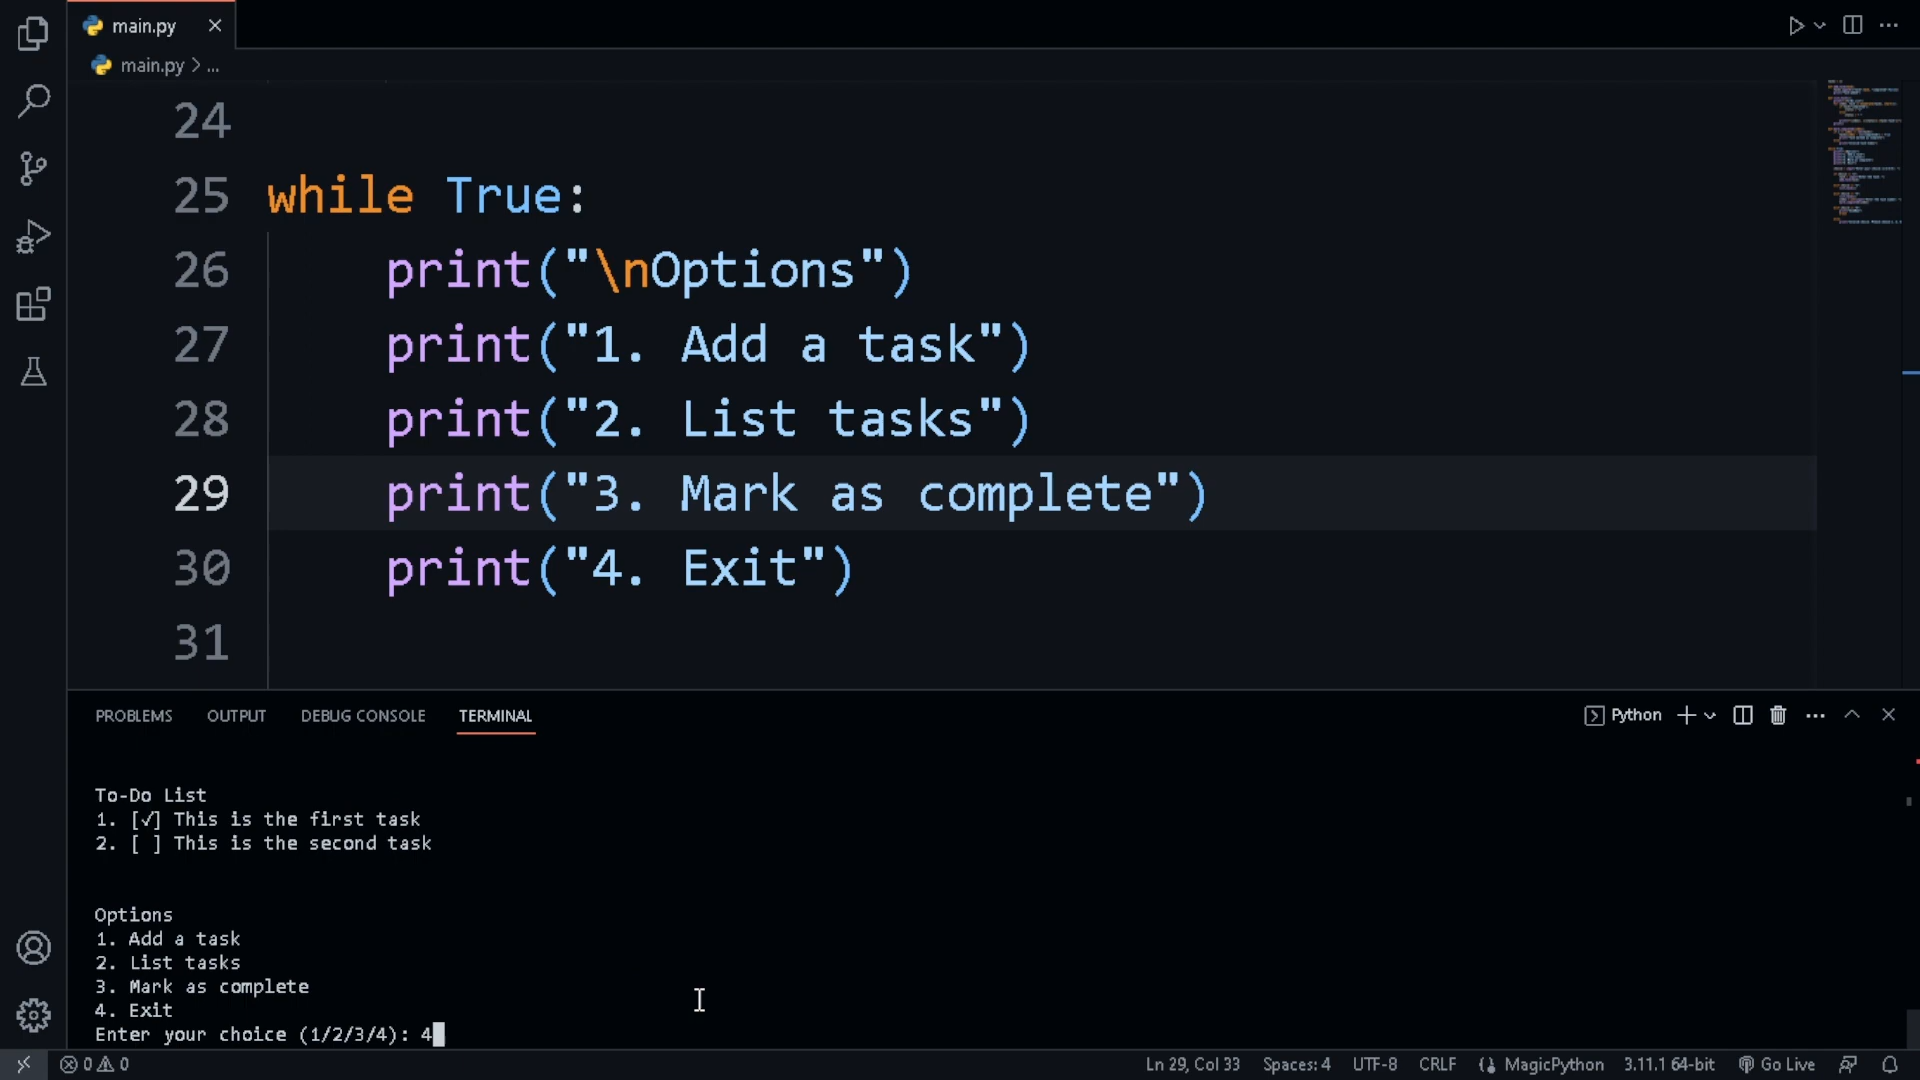 main.py
main.py > ...
24
25 while True:
26 print("\nOptions")
27 print("1. Add a task")
28 print("2. List tasks")
29 print("3. Mark as complete")
30 print("4. Exit")
31
PROBLEMS OUTPUT DEBUG CONSOLE TERMINAL Python
To-Do List
1. [√] This is the first task
2. [ ] This is the second task
Options
1. Add a task
2. List tasks
3. Mark as complete
4. Exit
Enter your choice (1/2/3/4): 4
0 0 Ln 29, Col 33 Spaces: 4 UTF-8 CRLF MagicPython 3.11.1 64-bit Go Live